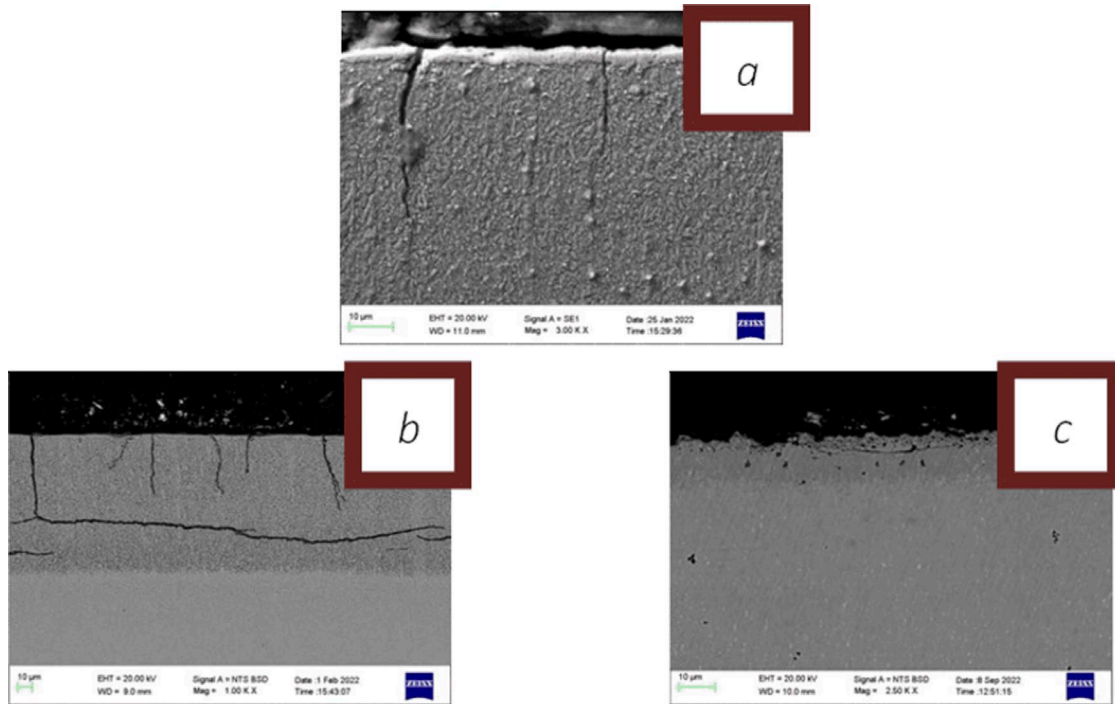 a
10 µm
EHT = 20.00 kV
WD = 11.0 mm
Signal A = SE1
Mag = 3.00 K X
Date :25 Jan 2022
Time :15:29:36
ZEISS
b
10 µm
EHT = 20.00 kV
WD = 9.0 mm
Signal A = NTS BSD
Mag = 1.00 K X
Date :1 Feb 2022
Time :15:43:07
ZEISS
c
10 µm
EHT = 20.00 kV
WD = 10.0 mm
Signal A = NTS BSD
Mag = 2.50 K X
Date :8 Sep 2022
Time :12:51:15
ZEISS